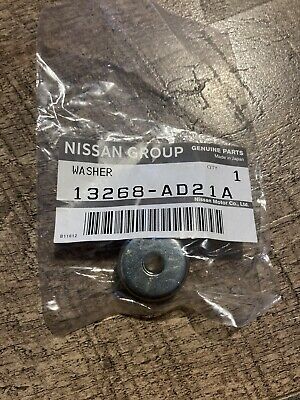 NISSAN GROUP GENUINE PARTS
Made in Japan
WASHER QTY 1
13268-AD21A
Nissan Motor Co., Ltd.
B11612